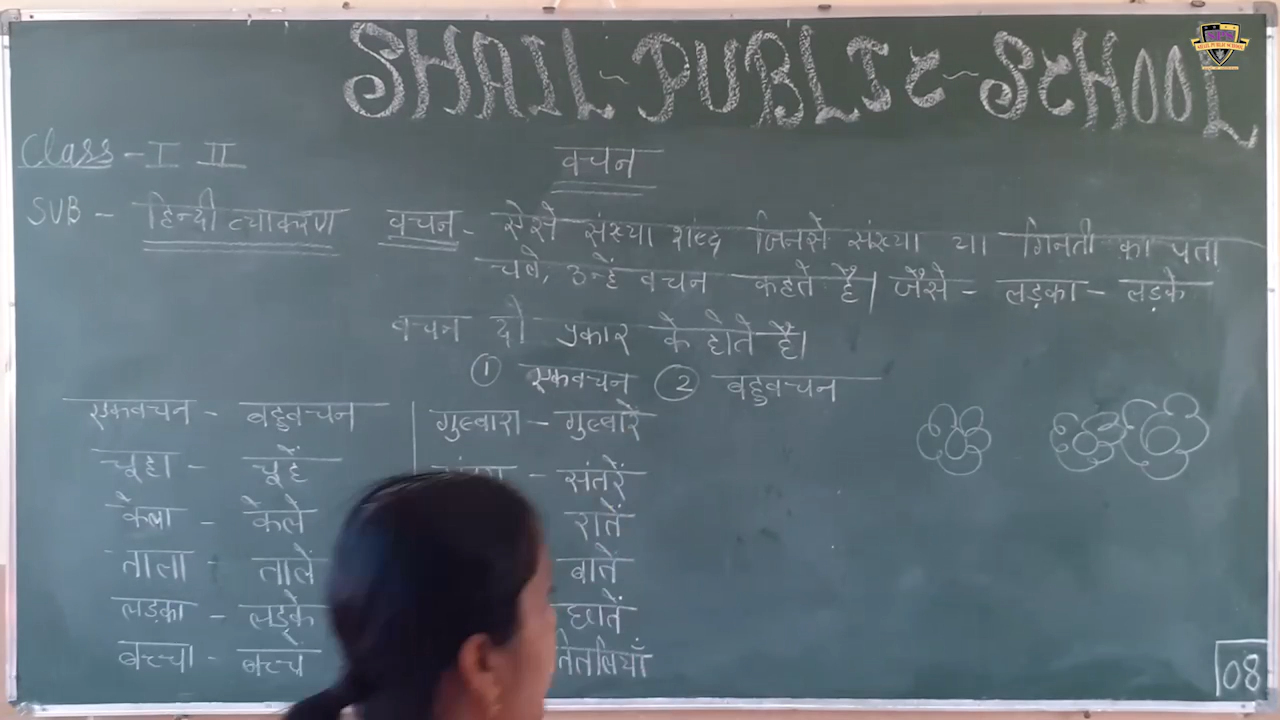 SHAIL - PUBLIC - SCHOOL
Class - I II
वचन
SUB - हिन्दी व्याकरण
वचन - ऐसे संख्या शब्द जिनसे संख्या या गिनती का पता
चले, उन्हें वचन कहते है। जैसे - लड़का - लड़के
वचन दो प्रकार के होते है।
① एकवचन ② बहुवचन
एकवचन - बहुवचन
चूहा - चूहें
केला - केले
ताला - तालें
लड़का - लड़के
बच्चा - बच्चे
गुब्बारा - गुब्बारें
- संतरें
रातें
बातें
छातें
तितलियाँ
08